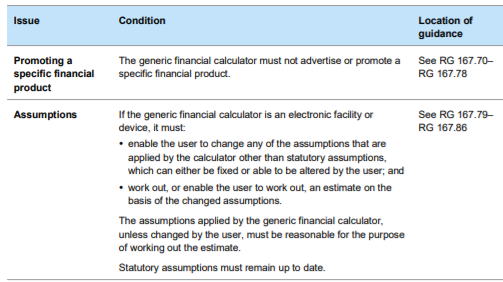 Issue
Condition
Location of
guidance
Promoting a
specific financial
product
The generic financial calculator must not advertise or promote a
specific financial product.
See RG 167.70–
RG 167.78
Assumptions
If the generic financial calculator is an electronic facility or
device, it must:
• enable the user to change any of the assumptions that are
applied by the calculator other than statutory assumptions,
which can either be fixed or able to be altered by the user; and
• work out, or enable the user to work out, an estimate on the
basis of the changed assumptions.
The assumptions applied by the generic financial calculator,
unless changed by the user, must be reasonable for the purpose
of working out the estimate.
Statutory assumptions must remain up to date.
See RG 167.79–
RG 167.86